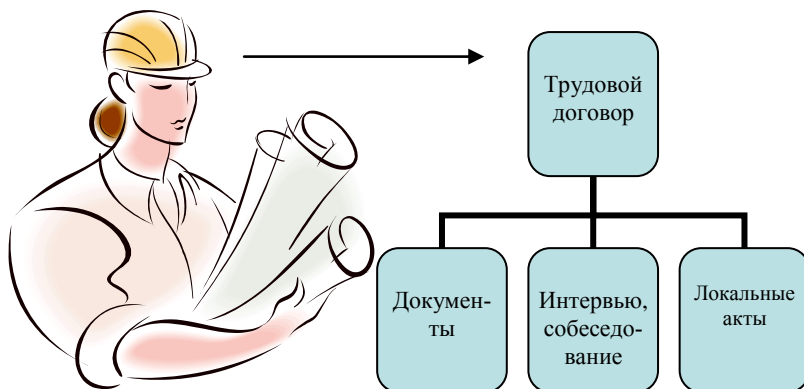 Трудовой
договор
Докумен-
ты
Интервью,
собеседо-
вание
Локальные
акты